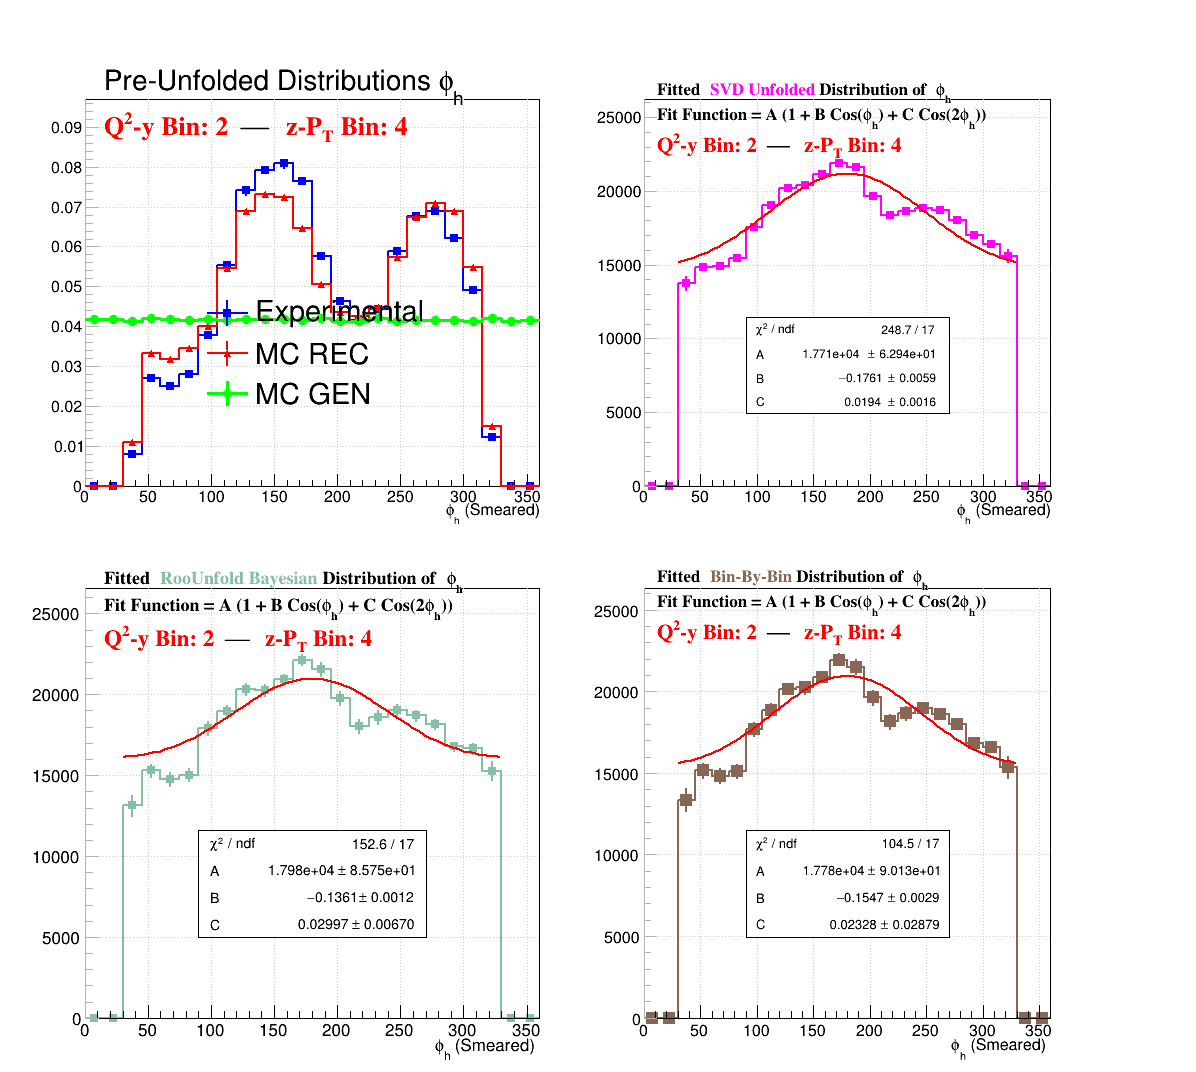 Pre-Unfolded Distributions ϕh
Q²-y Bin: 2 — z-PT Bin: 4
0.09
0.08
0.07
0.06
0.05
0.04
0.03
0.02
0.01
0
Experimental
MC REC
MC GEN
0 50 100 150 200 250 300 350
ϕh (Smeared)
Fitted SVD Unfolded Distribution of ϕh
Fit Function = A (1 + B Cos(ϕh) + C Cos(2ϕh))
Q²-y Bin: 2 — z-PT Bin: 4
25000
20000
15000
10000
5000
0
χ² / ndf 248.7 / 17
A 1.771e+04 ± 6.294e+01
B −0.1761 ± 0.0059
C 0.0194 ± 0.0016
0 50 100 150 200 250 300 350
ϕh (Smeared)
Fitted RooUnfold Bayesian Distribution of ϕh
Fit Function = A (1 + B Cos(ϕh) + C Cos(2ϕh))
Q²-y Bin: 2 — z-PT Bin: 4
25000
20000
15000
10000
5000
0
χ² / ndf 152.6 / 17
A 1.798e+04 ± 8.575e+01
B −0.1361 ± 0.0012
C 0.02997 ± 0.00670
0 50 100 150 200 250 300 350
ϕh (Smeared)
Fitted Bin-By-Bin Distribution of ϕh
Fit Function = A (1 + B Cos(ϕh) + C Cos(2ϕh))
Q²-y Bin: 2 — z-PT Bin: 4
25000
20000
15000
10000
5000
0
χ² / ndf 104.5 / 17
A 1.778e+04 ± 9.013e+01
B −0.1547 ± 0.0029
C 0.02328 ± 0.02879
0 50 100 150 200 250 300 350
ϕh (Smeared)